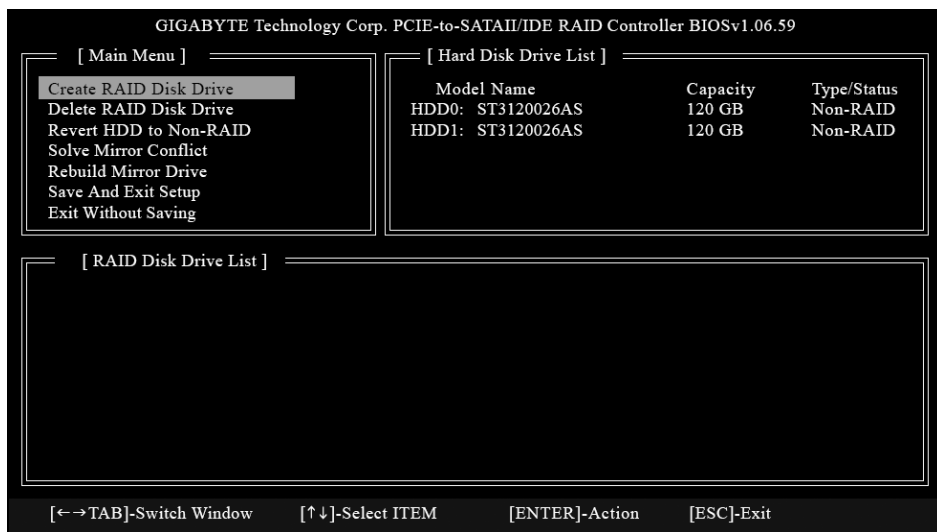 GIGABYTE Technology Corp. PCIE-to-SATAII/IDE RAID Controller BIOSv1.06.59
[ Main Menu ]
Create RAID Disk Drive
Delete RAID Disk Drive
Revert HDD to Non-RAID
Solve Mirror Conflict
Rebuild Mirror Drive
Save And Exit Setup
Exit Without Saving
[ Hard Disk Drive List ]
Model Name Capacity Type/Status
HDD0: ST3120026AS 120 GB Non-RAID
HDD1: ST3120026AS 120 GB Non-RAID
[ RAID Disk Drive List ]
[←→TAB]-Switch Window [↑↓]-Select ITEM [ENTER]-Action [ESC]-Exit